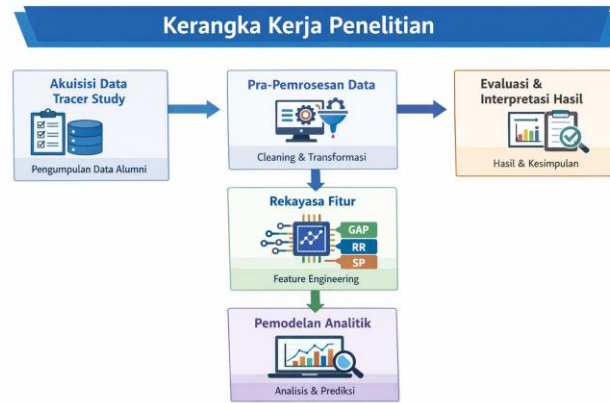 Kerangka Kerja Penelitian
Akuisisi Data
Tracer Study
Pengumpulan Data Alumni
Pra-Pemrosesan Data
Cleaning & Transformasi
Evaluasi &
Interpretasi Hasil
Hasil & Kesimpulan
Rekayasa Fitur
GAP
RR
SP
Feature Engineering
Pemodelan Analitik
Analisis & Prediksi